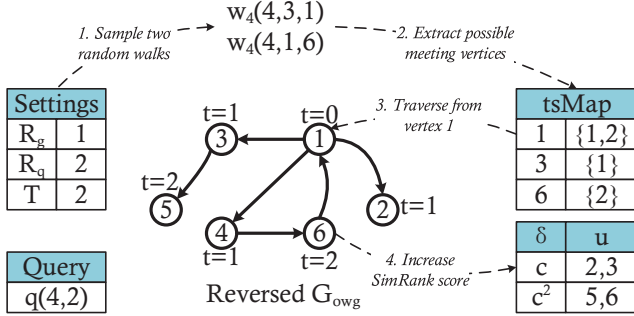 w₄(4,3,1)
w₄(4,1,6)
1. Sample two
random walks
2. Extract possible
meeting vertices
Settings
R_g 1
R_q 2
T 2
Query
q(4,2)
t=1
t=0
3
1
t=2
5
2
t=1
4
6
t=1
t=2
Reversed G_owg
3. Traverse from
vertex 1
4. Increase
SimRank score
tsMap
1 {1,2}
3 {1}
6 {2}
δ u
c 2,3
c² 5,6